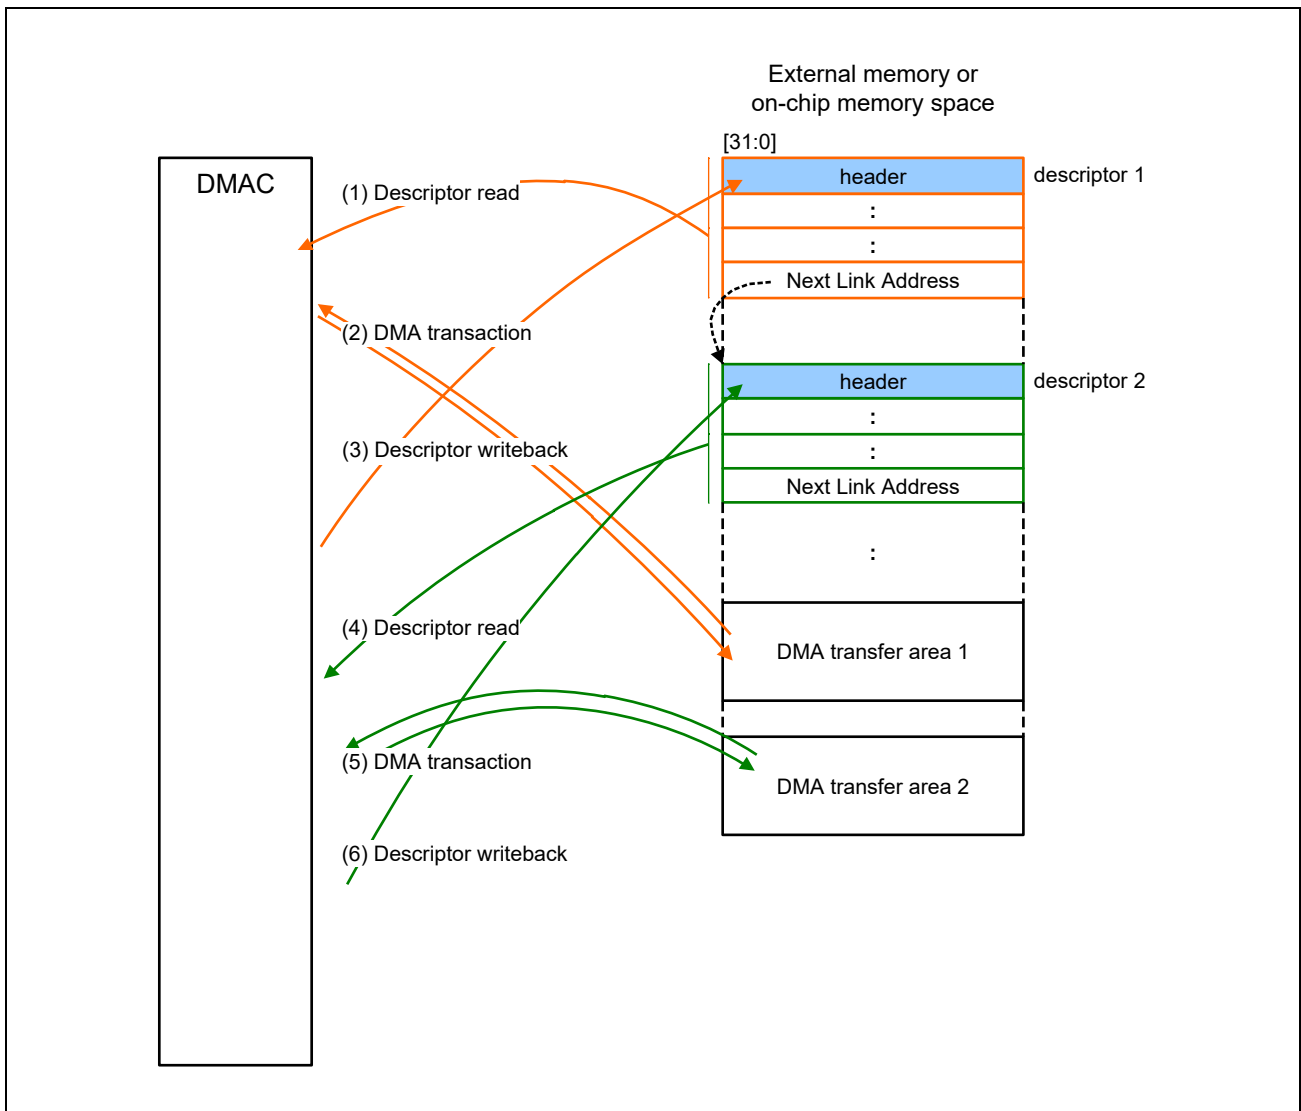 External memory or
on-chip memory space
[31:0]
DMAC
header
descriptor 1
(1) Descriptor read
:
:
Next Link Address
(2) DMA transaction
header
descriptor 2
:
(3) Descriptor writeback
:
Next Link Address
:
(4) Descriptor read
DMA transfer area 1
(5) DMA transaction
DMA transfer area 2
(6) Descriptor writeback